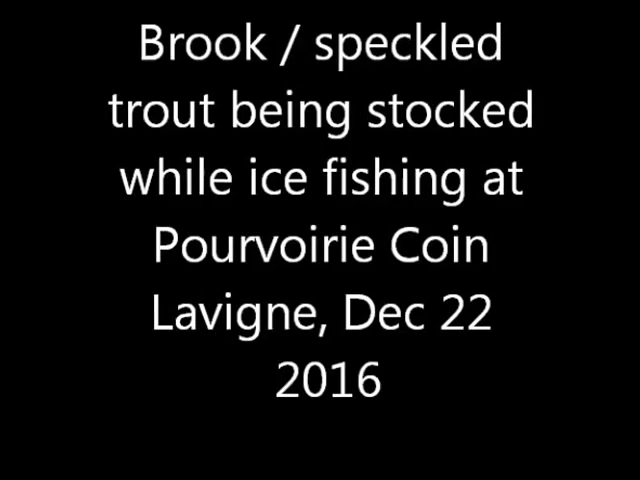 Brook / speckled
trout being stocked
while ice fishing at
Pourvoirie Coin
Lavigne, Dec 22
2016